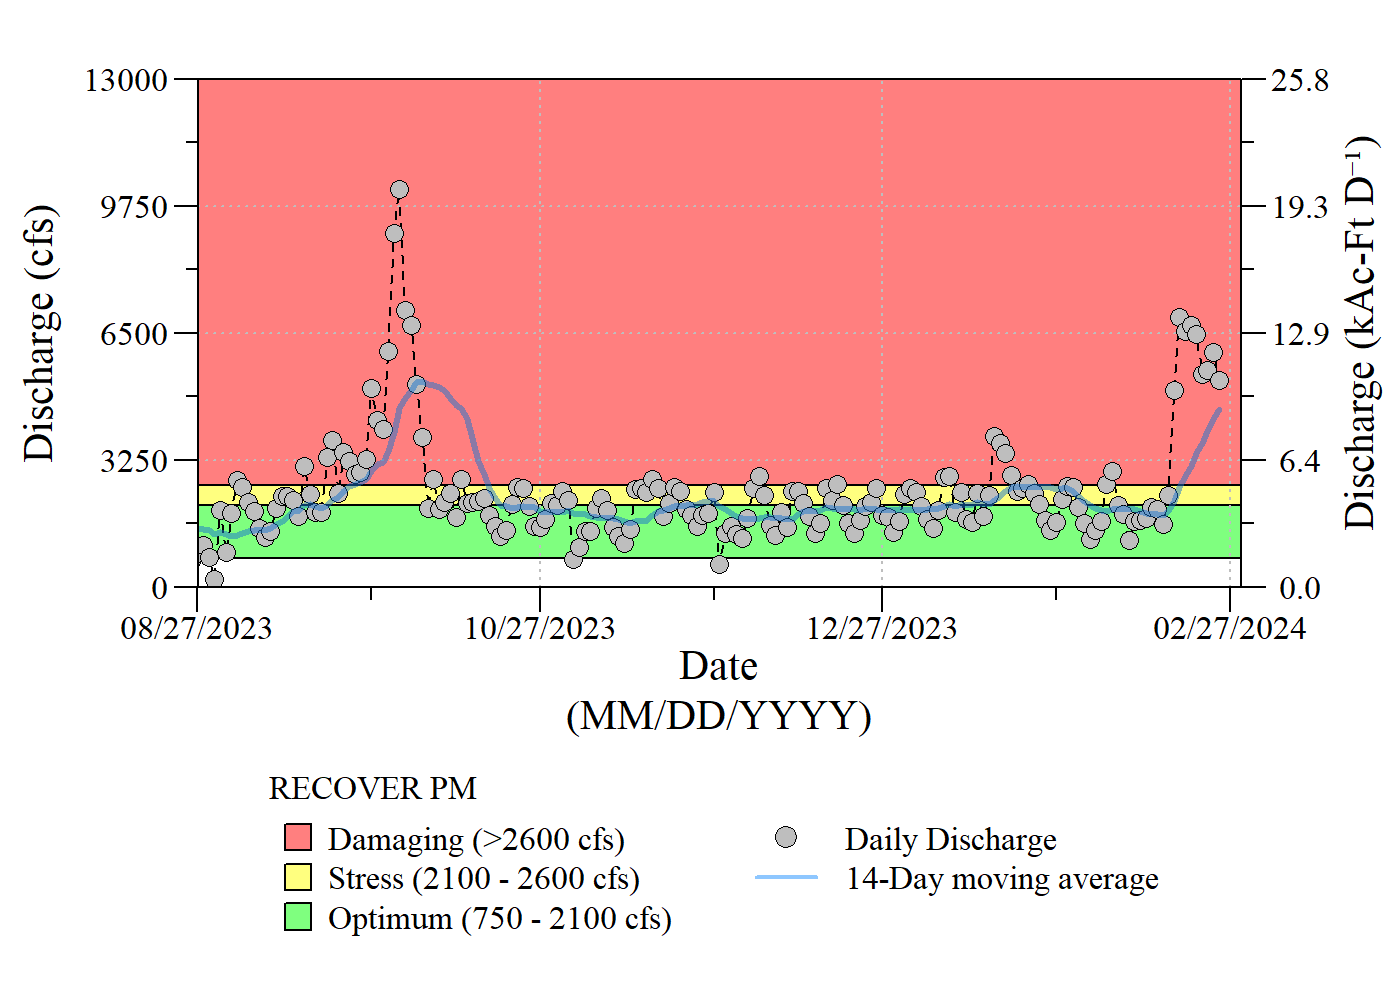 13000
9750
6500
3250
0
Discharge (cfs)
25.8
19.3
12.9
6.4
0.0
Discharge (kAc-Ft D⁻¹)
08/27/2023 10/27/2023 12/27/2023 02/27/2024
Date
(MM/DD/YYYY)
RECOVER PM
Damaging (>2600 cfs)
Stress (2100 - 2600 cfs)
Optimum (750 - 2100 cfs)
Daily Discharge
14-Day moving average